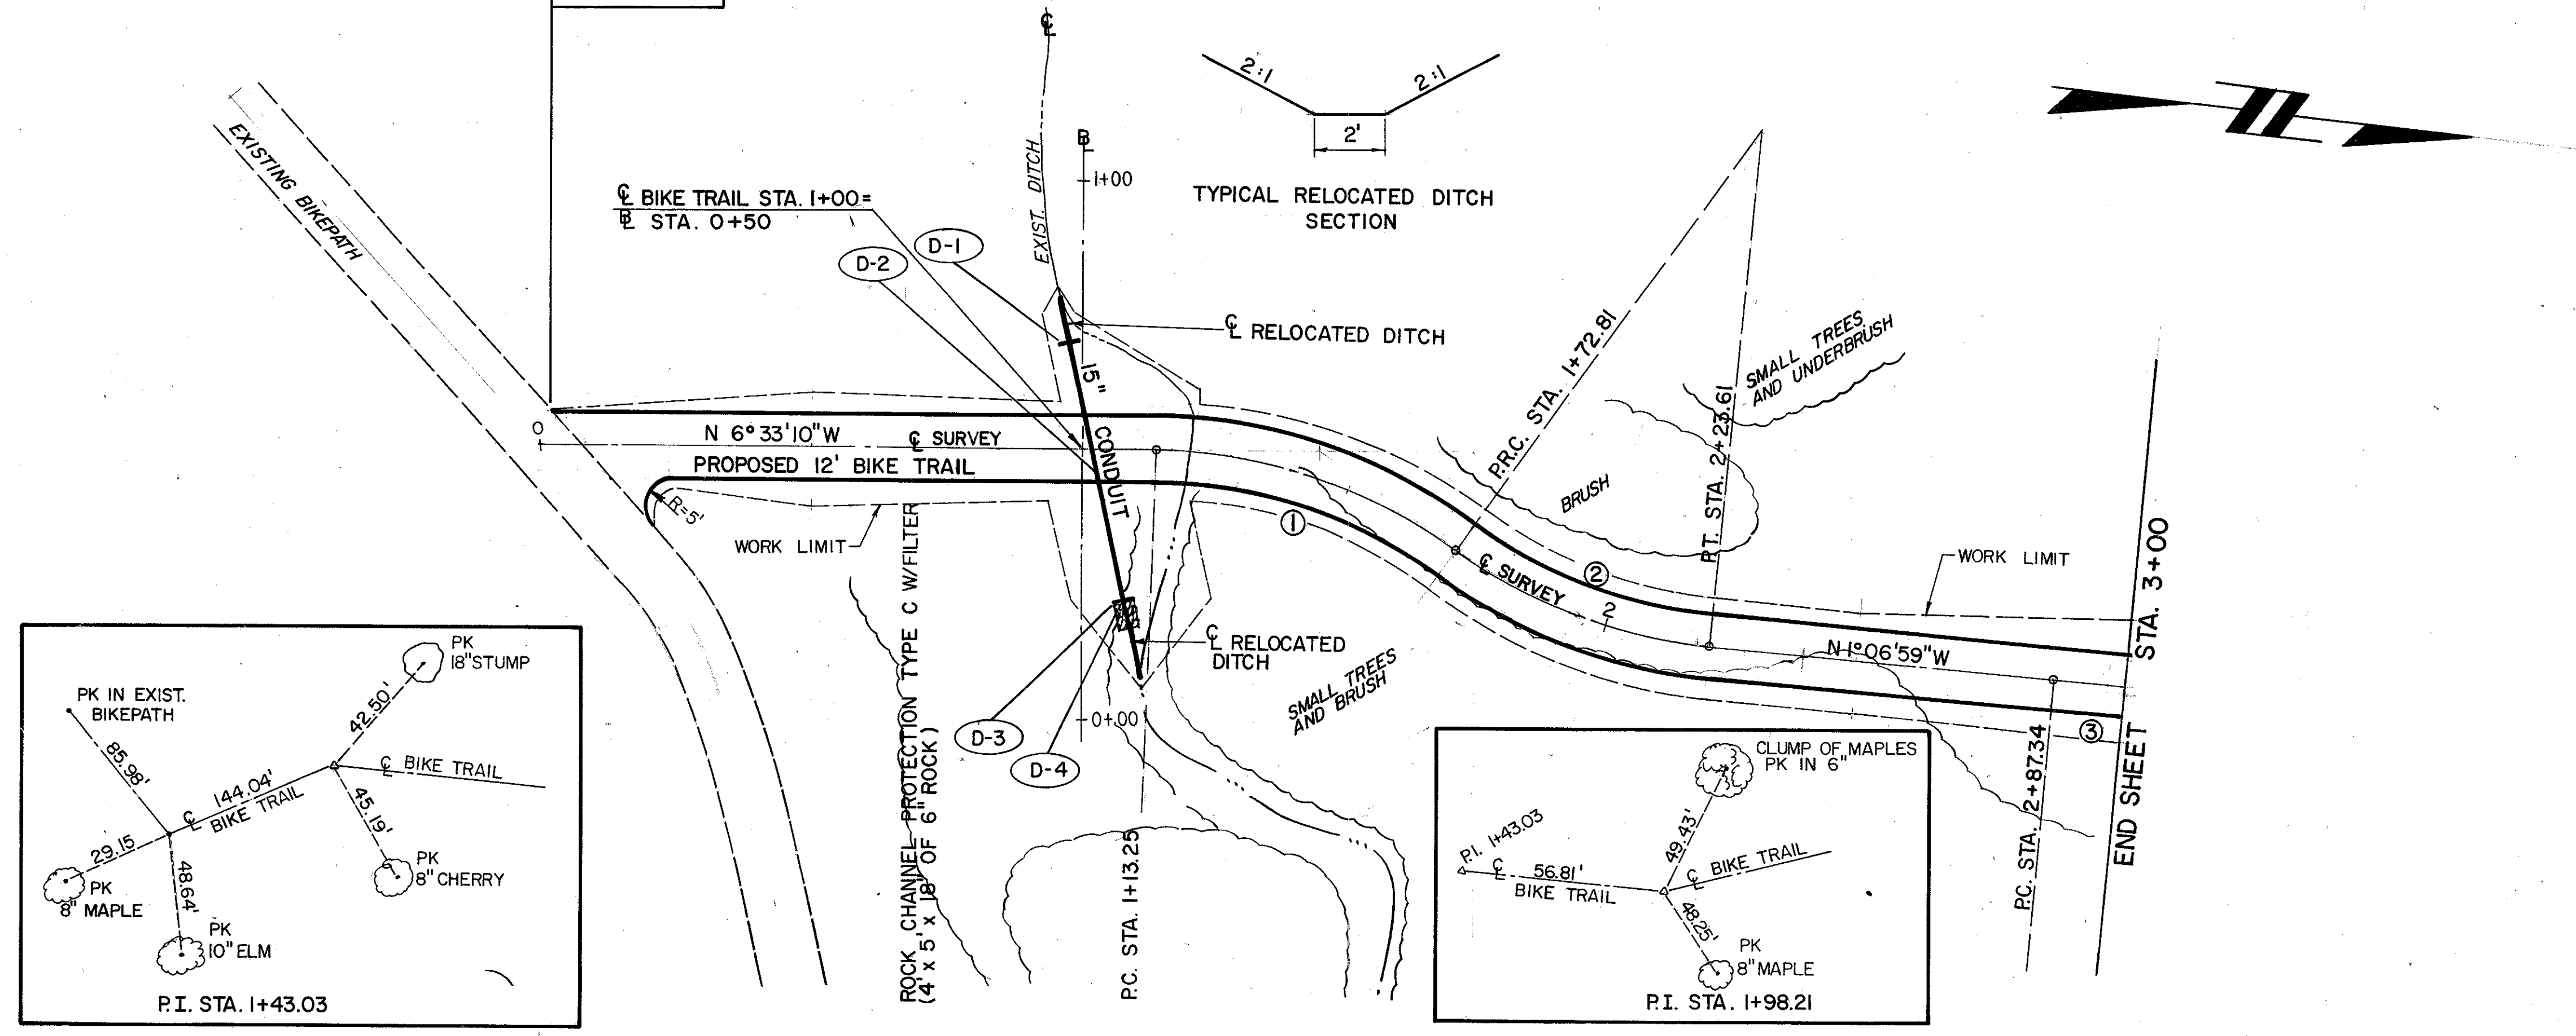 ℄
2:1
2:1
2'
TYPICAL RELOCATED DITCH
SECTION
EXISTING BIKEPATH
℄ BIKE TRAIL STA. 1+00=
BL STA. 0+50
D-1
D-2
EXIST. DITCH
BL
1+00
℄ RELOCATED DITCH
15" CONDUIT
P.R.C. STA. 1+72.81
P.T. STA. 2+23.61
SMALL TREES
AND UNDERBRUSH
BRUSH
0
N 6°33'10"W
℄ SURVEY
PROPOSED 12' BIKE TRAIL
R=5'
WORK LIMIT
1
2
℄ SURVEY
2
WORK LIMIT
N 1°06'59"W
3
STA. 3+00
END SHEET
P.C. STA. 2+87.34
℄ RELOCATED
DITCH
SMALL TREES
AND BRUSH
0+00
D-3
D-4
ROCK CHANNEL PROTECTION TYPE C W/FILTER
(4' x 5' x 18" OF 6" ROCK)
P.C. STA. 1+13.25
PK
18" STUMP
PK IN EXIST.
BIKEPATH
42.50'
85.98'
144.04'
℄ BIKE TRAIL
℄ BIKE TRAIL
45.19'
29.15
48.64'
PK
8" CHERRY
PK
8" MAPLE
PK
10" ELM
P.I. STA. 1+43.03
CLUMP OF MAPLES
PK IN 6"
49.43'
P.I. 1+43.03
℄ 56.81'
BIKE TRAIL
℄ BIKE TRAIL
48.25'
PK
8" MAPLE
P.I. STA. 1+98.21